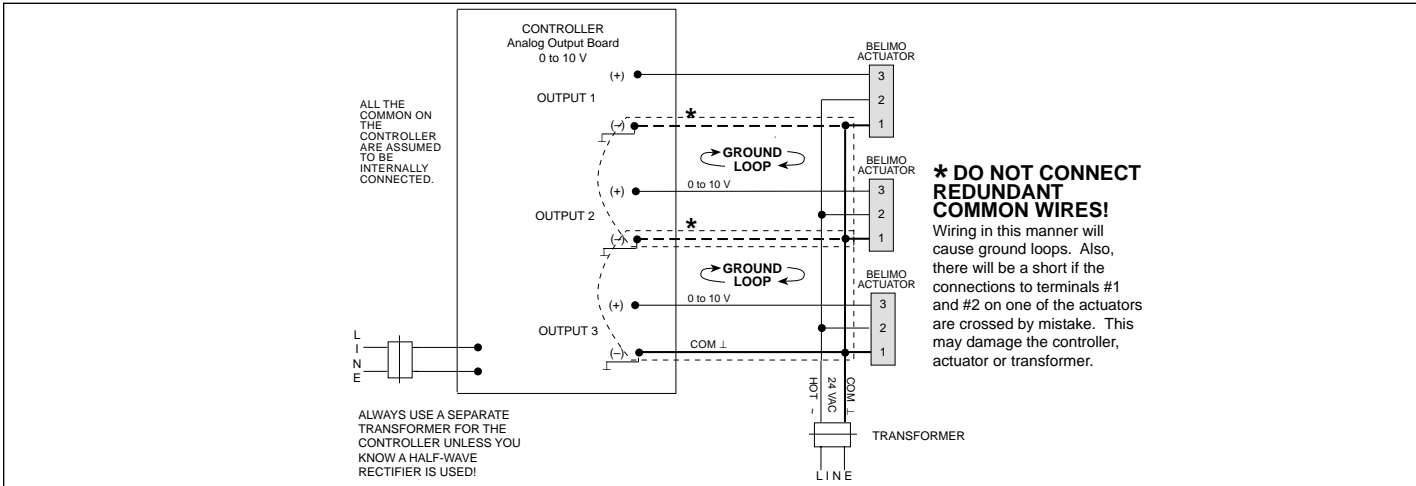 CONTROLLER
Analog Output Board
0 to 10 V
BELIMO
ACTUATOR
(+)
3
2
1
OUTPUT 1
ALL THE
COMMON ON
THE
CONTROLLER
ARE ASSUMED
TO BE
INTERNALLY
CONNECTED.
*
(–)
⊥
GROUND
LOOP
BELIMO
ACTUATOR
(+)
0 to 10 V
3
2
1
OUTPUT 2
*
(–)
⊥
GROUND
LOOP
BELIMO
ACTUATOR
(+)
0 to 10 V
3
2
1
OUTPUT 3
(–)
COM ⊥
⊥
* DO NOT CONNECT
REDUNDANT
COMMON WIRES!
Wiring in this manner will
cause ground loops. Also,
there will be a short if the
connections to terminals #1
and #2 on one of the actuators
are crossed by mistake. This
may damage the controller,
actuator or transformer.
LINE
ALWAYS USE A SEPARATE
TRANSFORMER FOR THE
CONTROLLER UNLESS YOU
KNOW A HALF-WAVE
RECTIFIER IS USED!
HOT ~
24 VAC
COM ⊥
TRANSFORMER
LINE